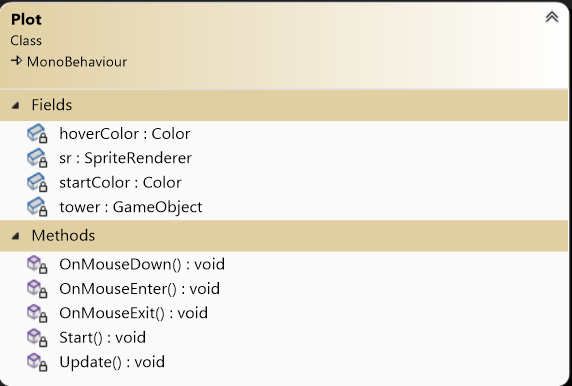 Plot
Class
MonoBehaviour
Fields
hoverColor : Color
sr : SpriteRenderer
startColor : Color
tower : GameObject
Methods
OnMouseDown() : void
OnMouseEnter() : void
OnMouseExit() : void
Start() : void
Update() : void